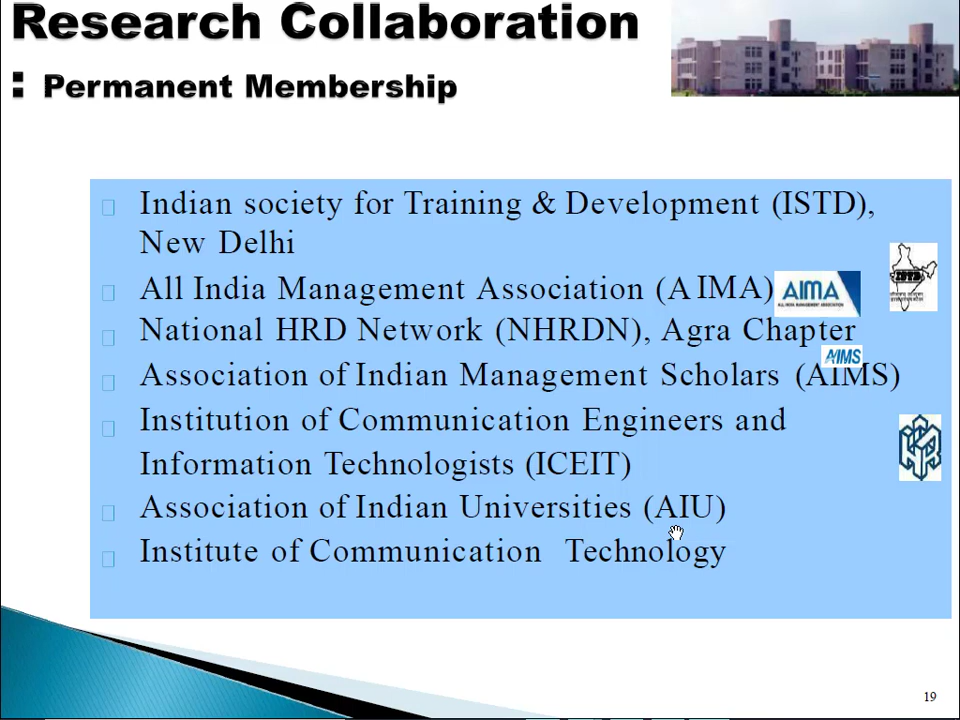 Research Collaboration
: Permanent Membership
Indian society for Training & Development (ISTD),
New Delhi
All India Management Association (A IMA)
AIMA
ALL INDIA MANAGEMENT ASSOCIATION
ISTD
National HRD Network (NHRDN), Agra Chapter
AIMS
Association of Indian Management Scholars (AIMS)
Institution of Communication Engineers and
Information Technologists (ICEIT)
Association of Indian Universities (AIU)
Institute of Communication Technology
19